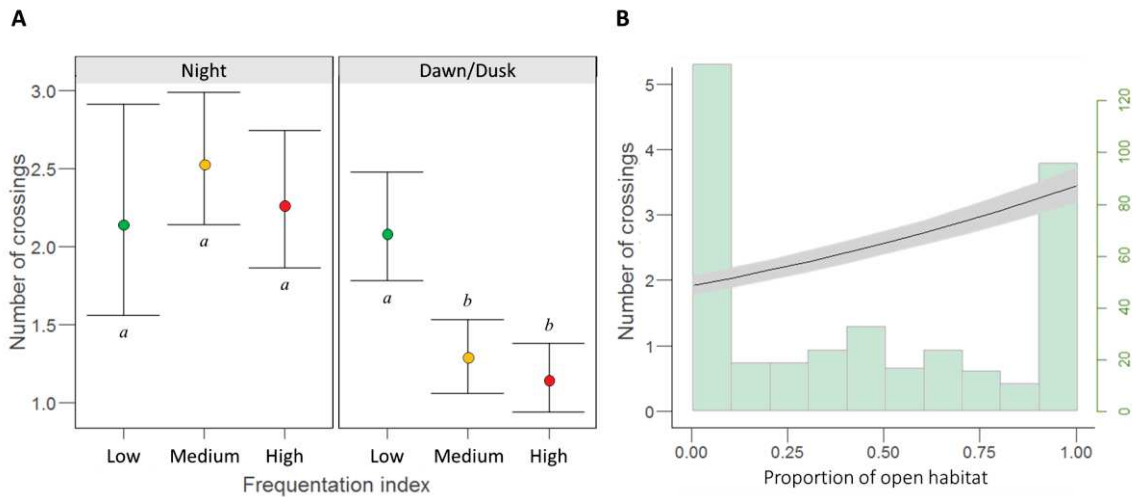 A
Night
Dawn/Dusk
Number of crossings
3.0
2.5
2.0
1.5
1.0
a
a
a
a
b
b
Low
Medium
High
Low
Medium
High
Frequentation index
B
Number of crossings
5
4
3
2
1
0
120
100
80
60
40
20
0
0.00
0.25
0.50
0.75
1.00
Proportion of open habitat